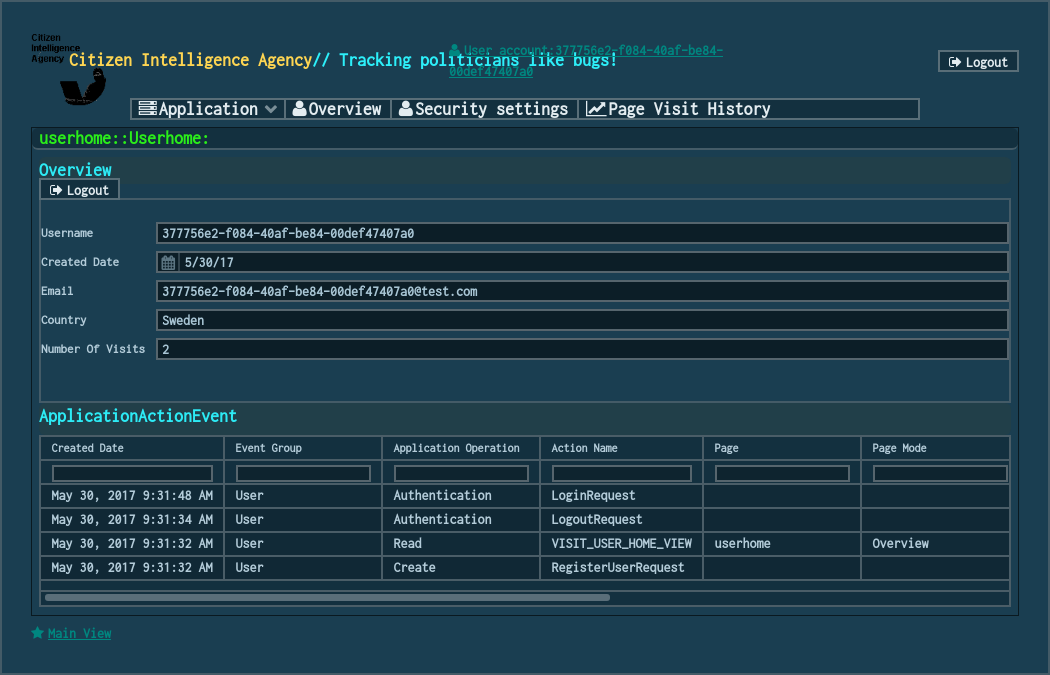 Citizen
Intelligence
Agency
Citizen Intelligence Agency// Tracking politicians like bugs!
User account:377756e2-f084-40af-be84-
00def47407a0
Logout
Application Overview Security settings Page Visit History
userhome::Userhome:
Overview
Logout
Username 377756e2-f084-40af-be84-00def47407a0
Created Date 5/30/17
Email 377756e2-f084-40af-be84-00def47407a0@test.com
Country Sweden
Number Of Visits 2
ApplicationActionEvent
Created Date Event Group Application Operation Action Name Page Page Mode
May 30, 2017 9:31:48 AM User Authentication LoginRequest
May 30, 2017 9:31:34 AM User Authentication LogoutRequest
May 30, 2017 9:31:32 AM User Read VISIT_USER_HOME_VIEW userhome Overview
May 30, 2017 9:31:32 AM User Create RegisterUserRequest
Main View